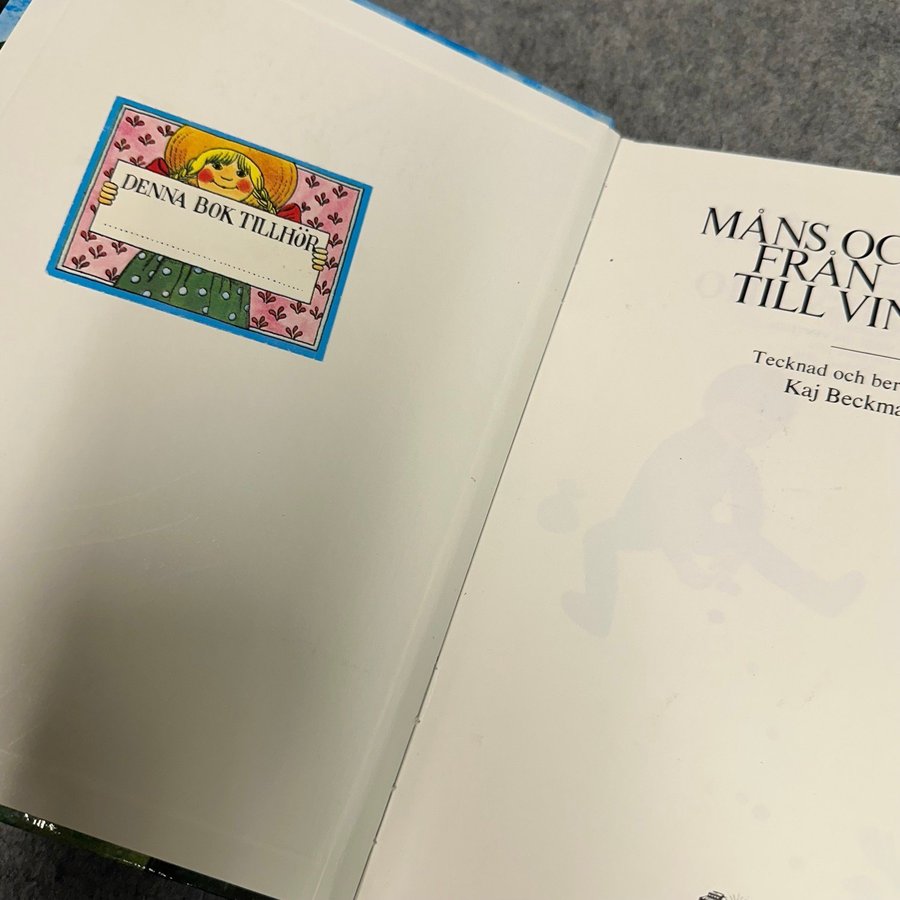 DENNA BOK TILLHÖR
MÅNS OC
FRÅN
TILL VIN
Tecknad och ber
Kaj Beckma